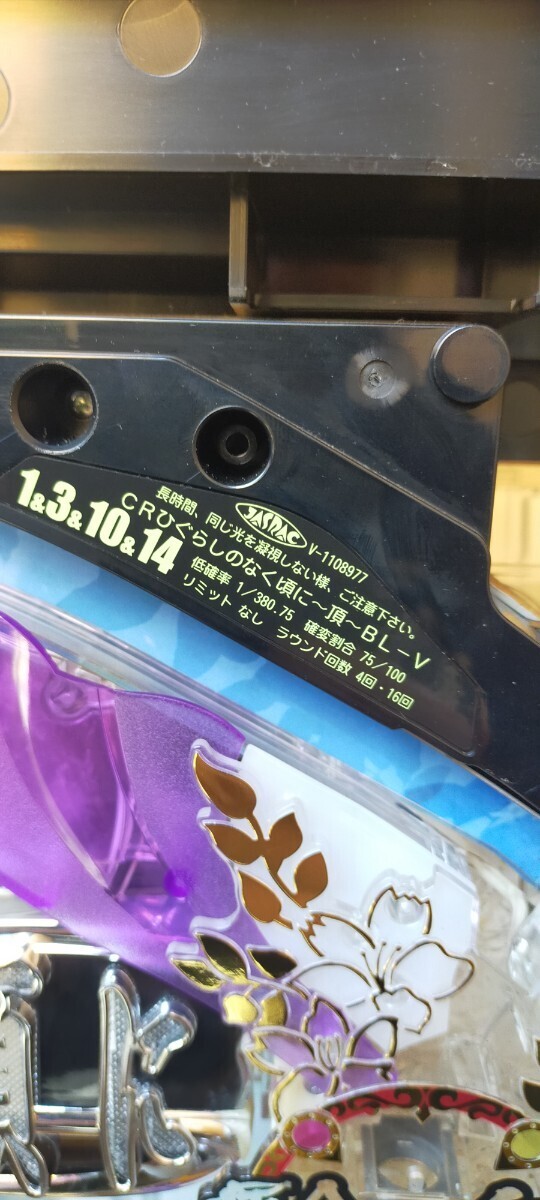 JASRAC V-1108977
長時間、同じ光を凝視しない様、ご注意下さい。
1&3&10&14
CRひぐらしのなく頃に～頂～BL-V
低確率 1/380.75 確変割合 75/100
リミット なし ラウンド回数 4回・16回
頃に